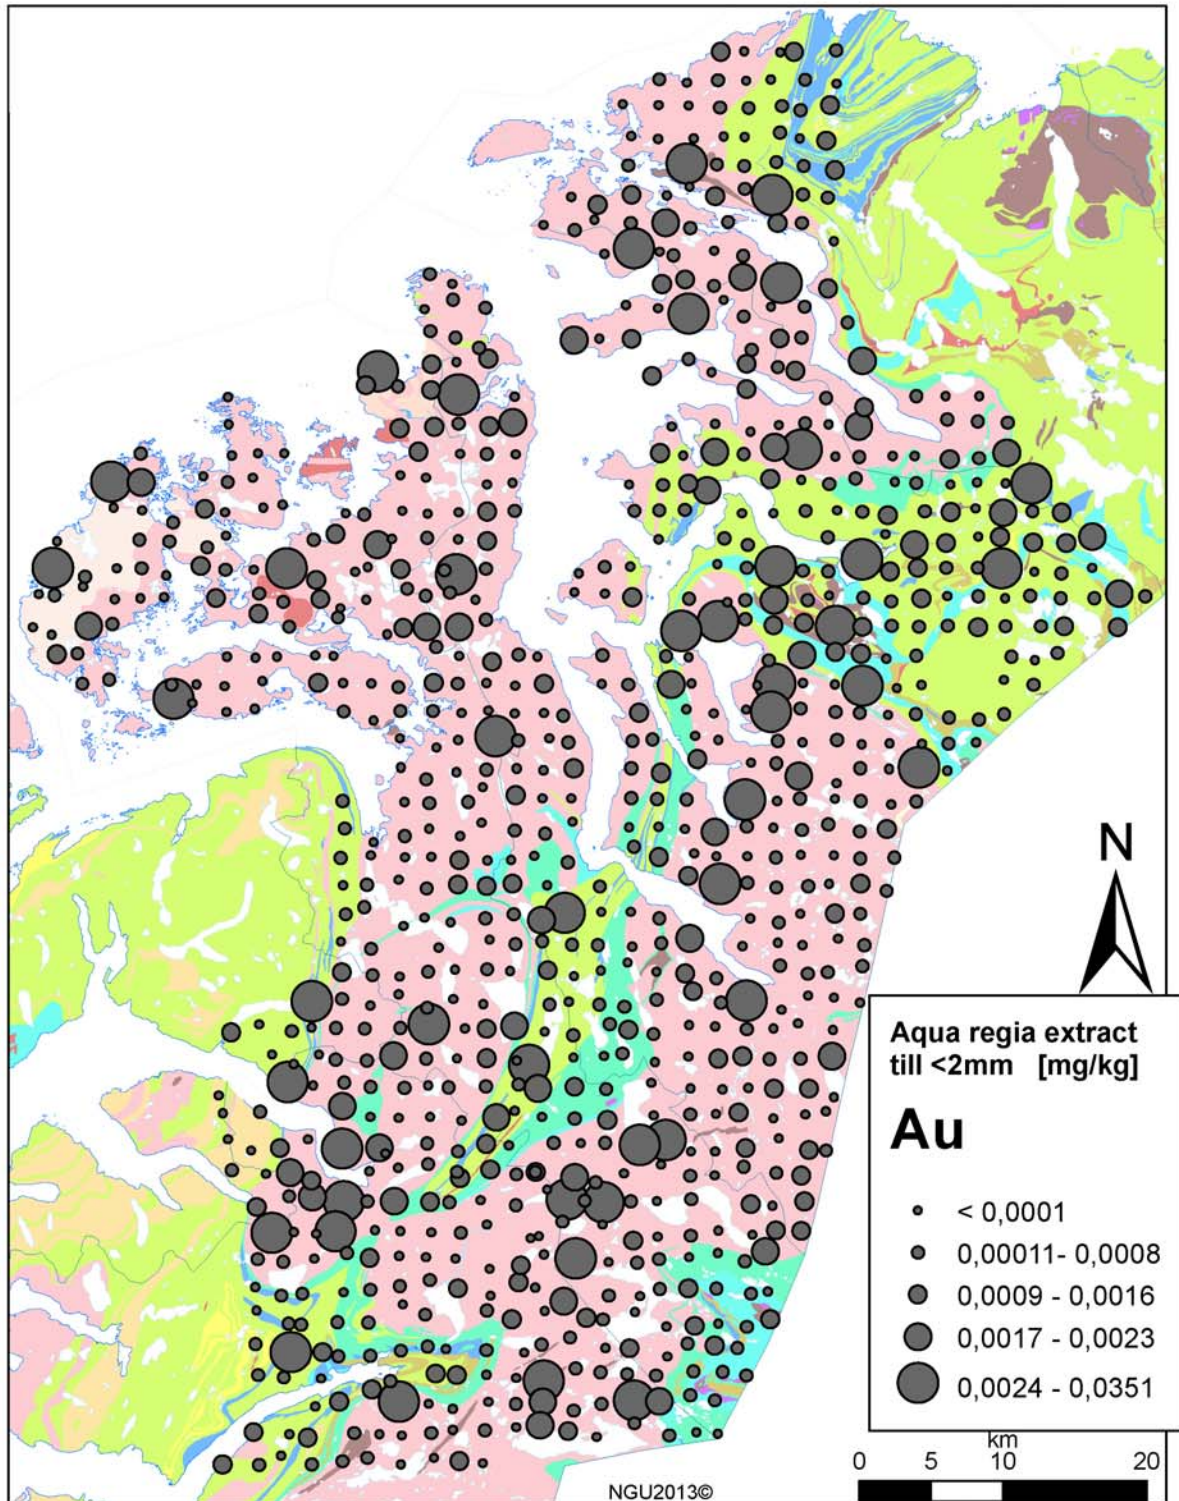 N
Aqua regia extract
till <2mm [mg/kg]
Au
< 0,0001
0,00011- 0,0008
0,0009 - 0,0016
0,0017 - 0,0023
0,0024 - 0,0351
km
0 5 10 20
NGU2013©